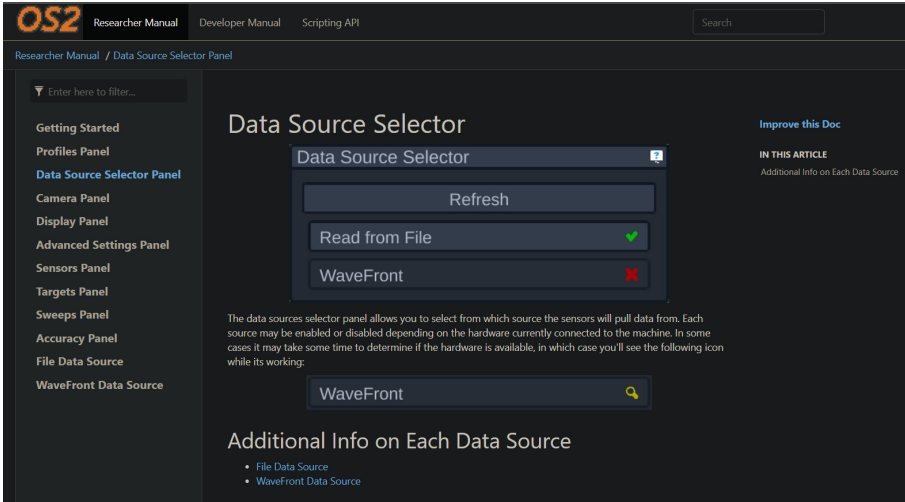 OS2 Researcher Manual Developer Manual Scripting API Search
Researcher Manual / Data Source Selector Panel
Enter here to filter...
Getting Started
Profiles Panel
Data Source Selector Panel
Camera Panel
Display Panel
Advanced Settings Panel
Sensors Panel
Targets Panel
Sweeps Panel
Accuracy Panel
File Data Source
WaveFront Data Source
Data Source Selector
Data Source Selector ?
Refresh
Read from File
WaveFront
The data sources selector panel allows you to select from which source the sensors will pull data from. Each
source may be enabled or disabled depending on the hardware currently connected to the machine. In some
cases it may take some time to determine if the hardware is available, in which case you'll see the following icon
while its working:
WaveFront
Additional Info on Each Data Source
• File Data Source
• WaveFront Data Source
Improve this Doc
IN THIS ARTICLE
Additional Info on Each Data Source